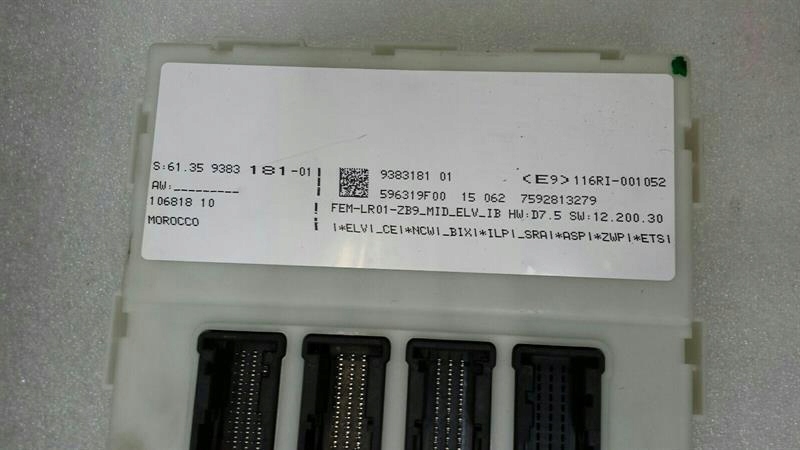 S:61.35 9383 181-01
AW:_________
106818 10
MOROCCO
9383181 01
<E9>116RI-001052
596319F00 15 062 7592813279
FEM-LR01-ZB9_MID_ELV_IB HW:D7.5 SW:12.200.30
|*ELV|_CE|*NCW|_BIX|*ILP|_SRA|*ASP|*ZWP|*ETS|